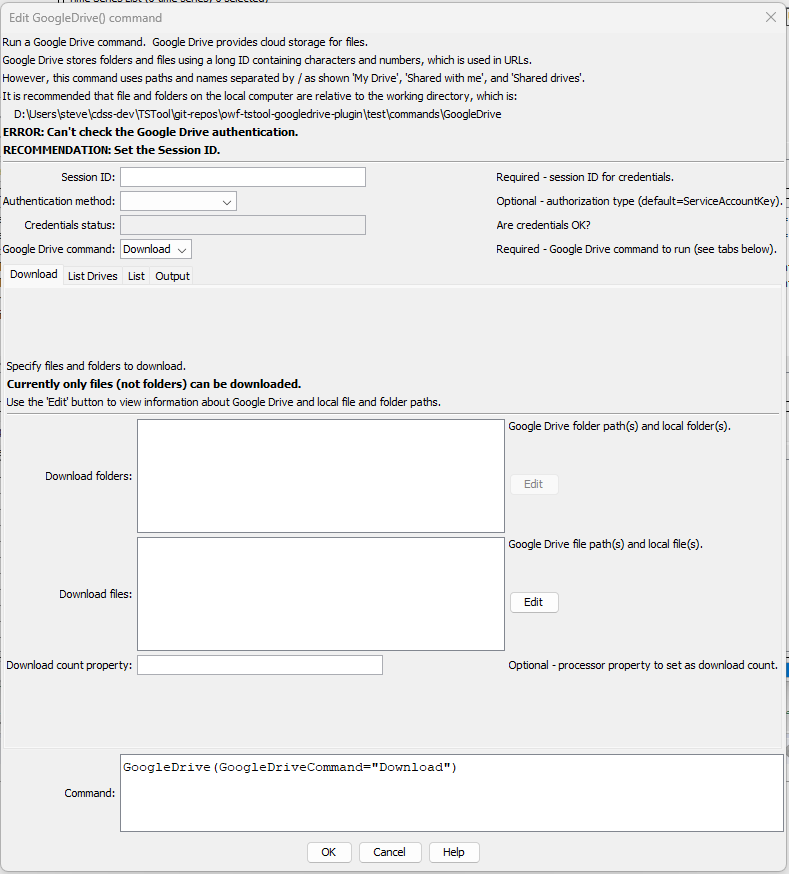 Edit GoogleDrive() command
Run a Google Drive command.  Google Drive provides cloud storage for files.
Google Drive stores folders and files using a long ID containing characters and numbers, which is used in URLs.
However, this command uses paths and names separated by / as shown 'My Drive', 'Shared with me', and 'Shared drives'.
It is recommended that file and folders on the local computer are relative to the working directory, which is:
D:\Users\steve\cdss-dev\TSTool\git-repos\owf-tstool-googledrive-plugin\test\commands\GoogleDrive
ERROR: Can't check the Google Drive authentication.
RECOMMENDATION: Set the Session ID.
Session ID: Required - session ID for credentials.
Authentication method: Optional - authorization type (default=ServiceAccountKey).
Credentials status: Are credentials OK?
Google Drive command: Download Required - Google Drive command to run (see tabs below).
Download List Drives List Output
Specify files and folders to download.
Currently only files (not folders) can be downloaded.
Use the 'Edit' button to view information about Google Drive and local file and folder paths.
Google Drive folder path(s) and local folder(s).
Download folders: Edit
Google Drive file path(s) and local file(s).
Download files: Edit
Download count property: Optional - processor property to set as download count.
GoogleDrive(GoogleDriveCommand="Download")
Command:
OK Cancel Help